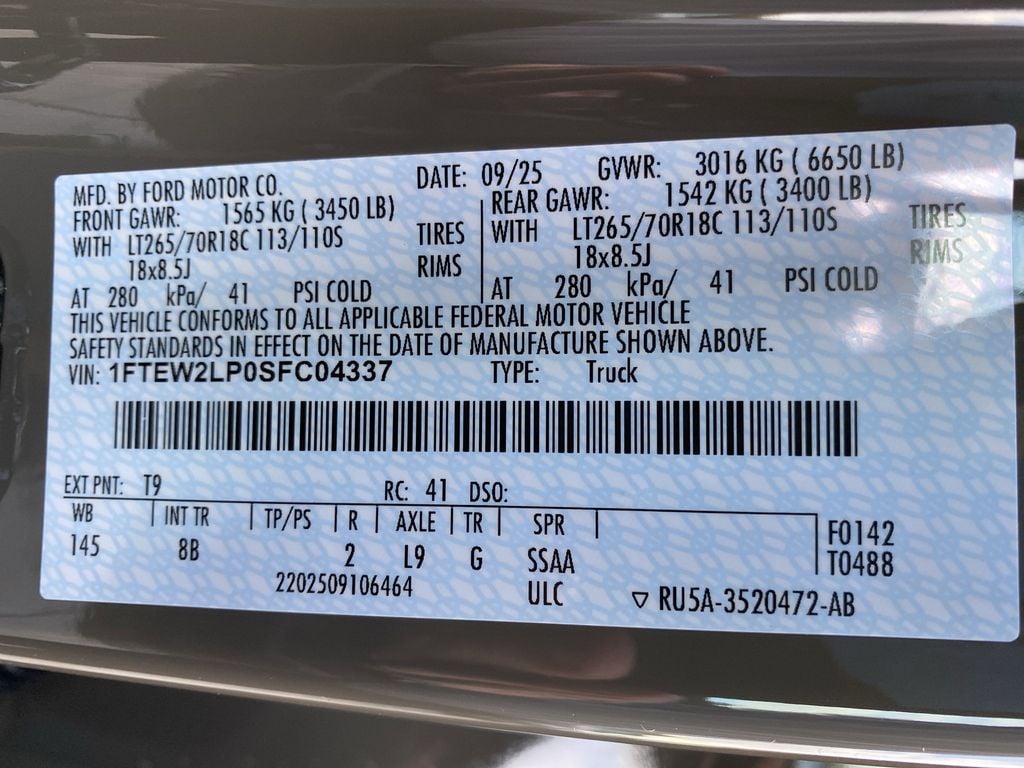 MFD. BY FORD MOTOR CO. DATE: 09/25 GVWR: 3016 KG ( 6650 LB)
FRONT GAWR: 1565 KG ( 3450 LB) REAR GAWR: 1542 KG ( 3400 LB)
WITH LT265/70R18C 113/110S TIRES WITH LT265/70R18C 113/110S TIRES
18x8.5J RIMS 18x8.5J RIMS
AT 280 kPa/ 41 PSI COLD AT 280 kPa/ 41 PSI COLD
THIS VEHICLE CONFORMS TO ALL APPLICABLE FEDERAL MOTOR VEHICLE
SAFETY STANDARDS IN EFFECT ON THE DATE OF MANUFACTURE SHOWN ABOVE.
VIN: 1FTEW2LP0SFC04337 TYPE: Truck
EXT PNT: T9 RC: 41 DSO:
WB INT TR TP/PS R AXLE TR SPR F0142
145 8B 2 L9 G SSAA T0488
2202509106464 ULC ▽ RU5A-3520472-AB